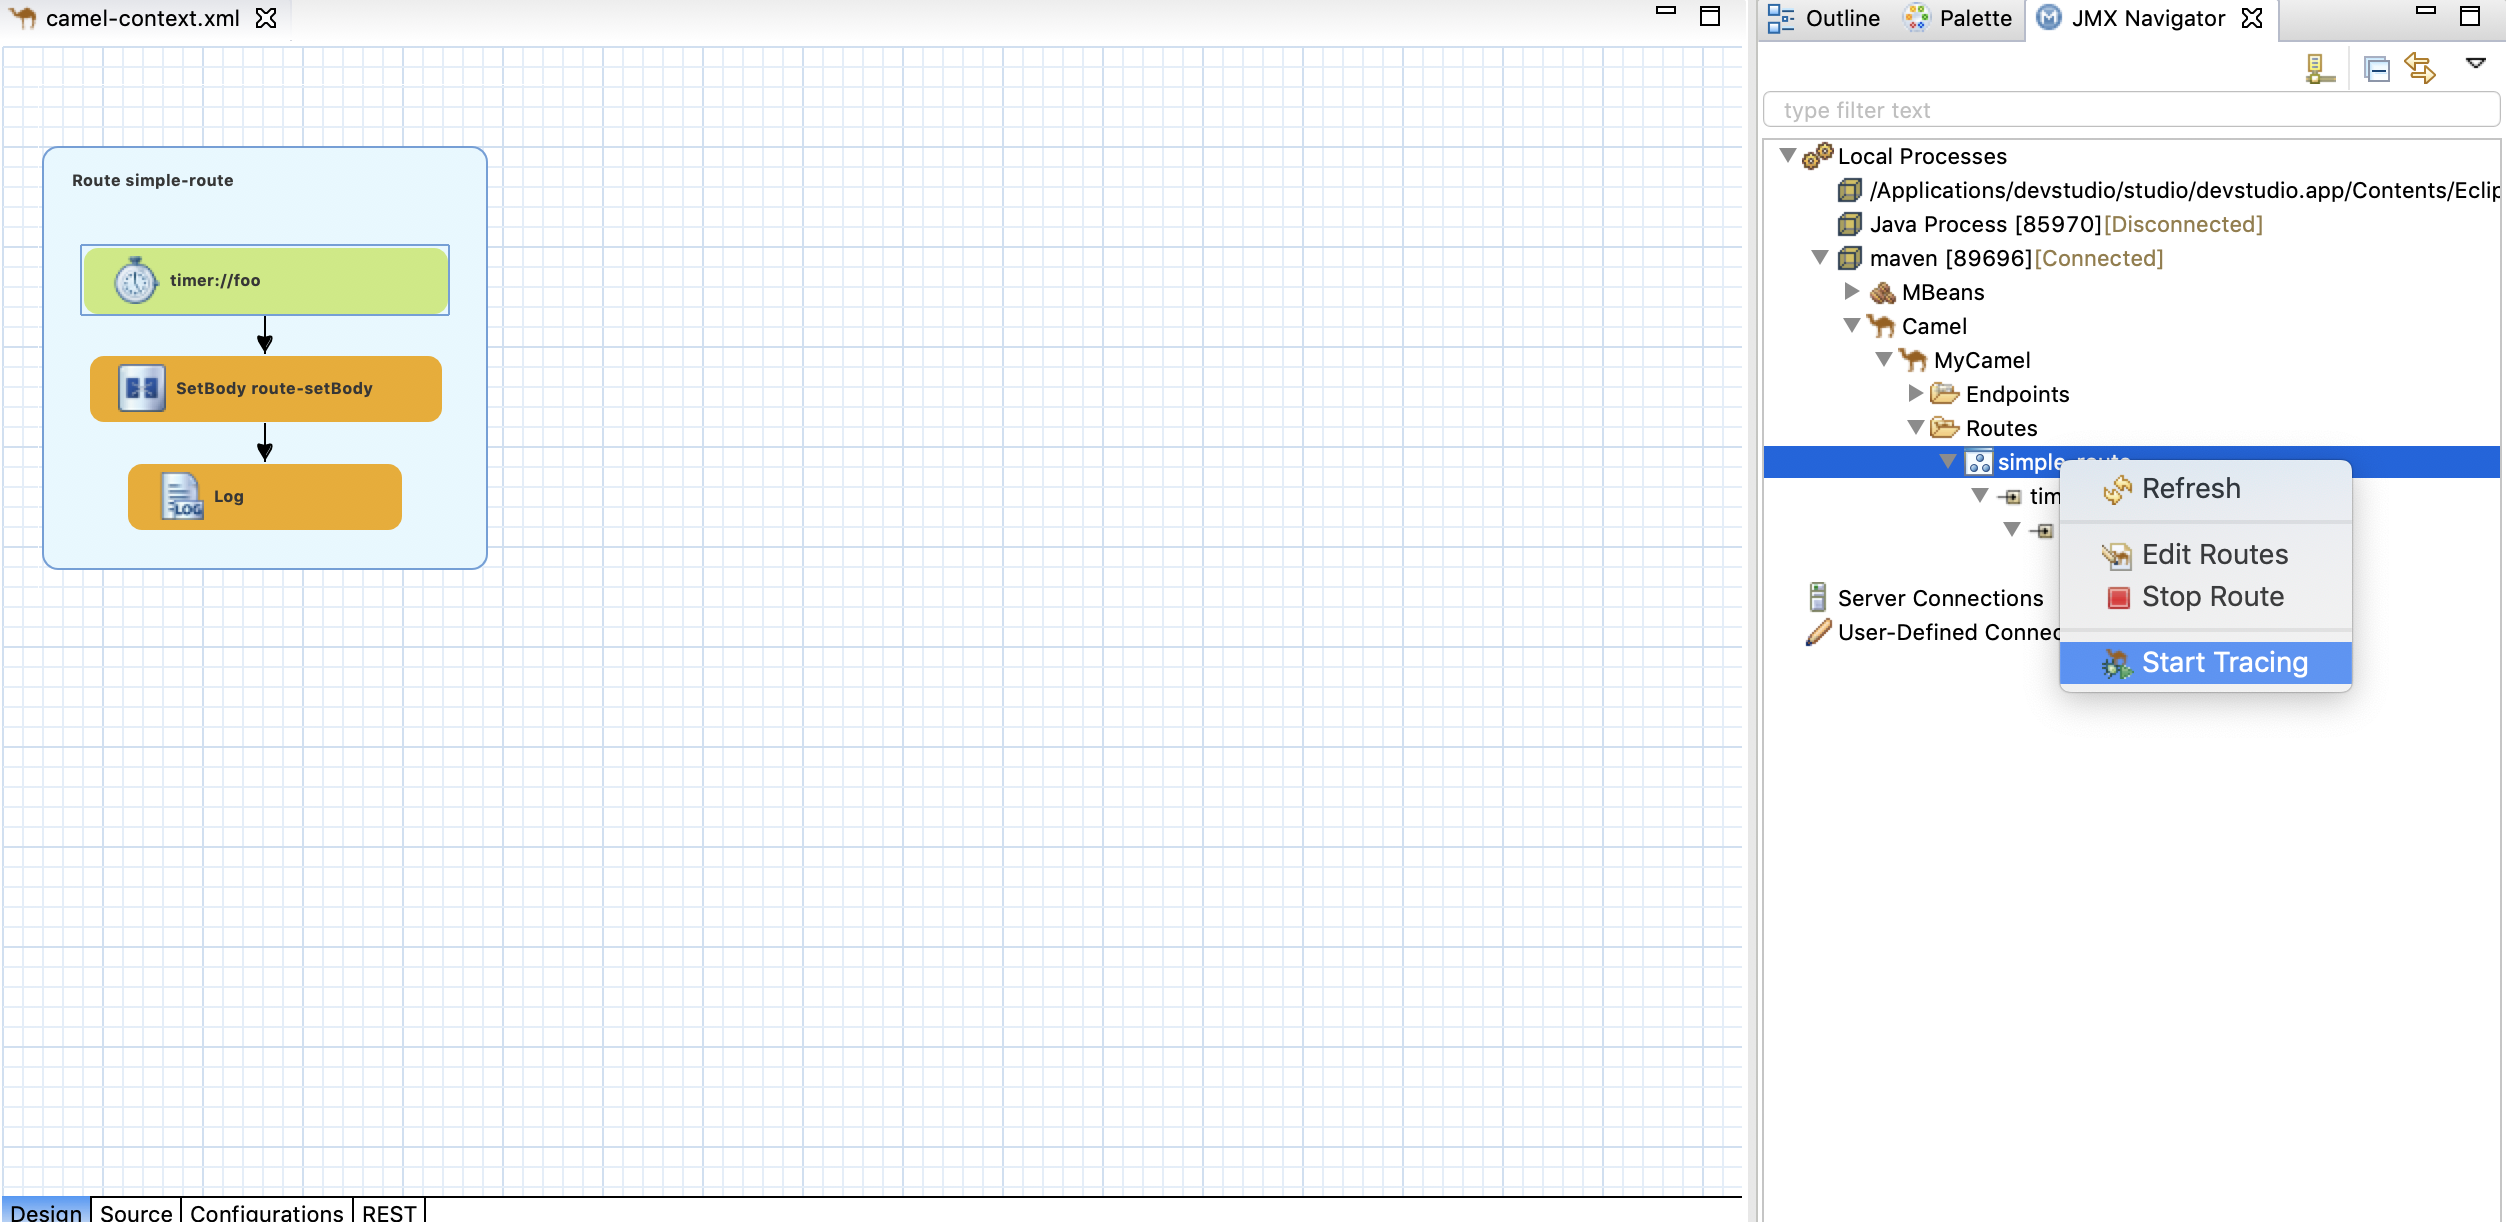 camel-context.xml
Route simple-route
timer://foo
SetBody route-setBody
LOG
Log
Design
Source
Configurations
REST
Outline
Palette
JMX Navigator
type filter text
Local Processes
/Applications/devstudio/studio/devstudio.app/Contents/Eclip
Java Process [85970][Disconnected]
maven [89696][Connected]
MBeans
Camel
MyCamel
Endpoints
Routes
simple-route
tim
Server Connections
User-Defined Connec
Refresh
Edit Routes
Stop Route
Start Tracing